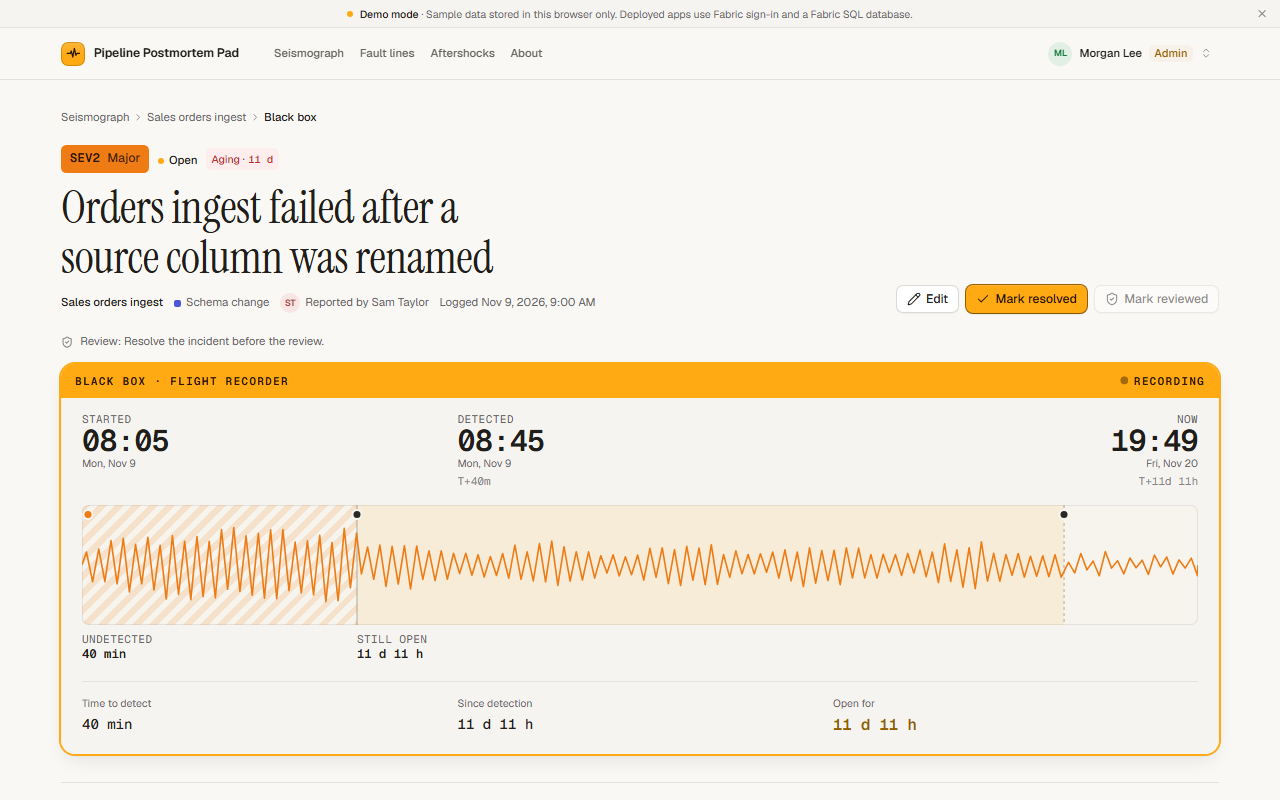 Demo mode · Sample data stored in this browser only. Deployed apps use Fabric sign-in and a Fabric SQL database.
Pipeline Postmortem Pad
Seismograph
Fault lines
Aftershocks
About
ML
Morgan Lee
Admin
Seismograph
Sales orders ingest
Black box
SEV2 Major
Open
Aging · 11 d
Orders ingest failed after a
source column was renamed
Sales orders ingest
Schema change
ST
Reported by Sam Taylor
Logged Nov 9, 2026, 9:00 AM
Edit
Mark resolved
Mark reviewed
Review: Resolve the incident before the review.
BLACK BOX · FLIGHT RECORDER
RECORDING
STARTED
08:05
Mon, Nov 9
DETECTED
08:45
Mon, Nov 9
T+40m
NOW
19:49
Fri, Nov 20
T+11d 11h
UNDETECTED
40 min
STILL OPEN
11 d 11 h
Time to detect
40 min
Since detection
11 d 11 h
Open for
11 d 11 h